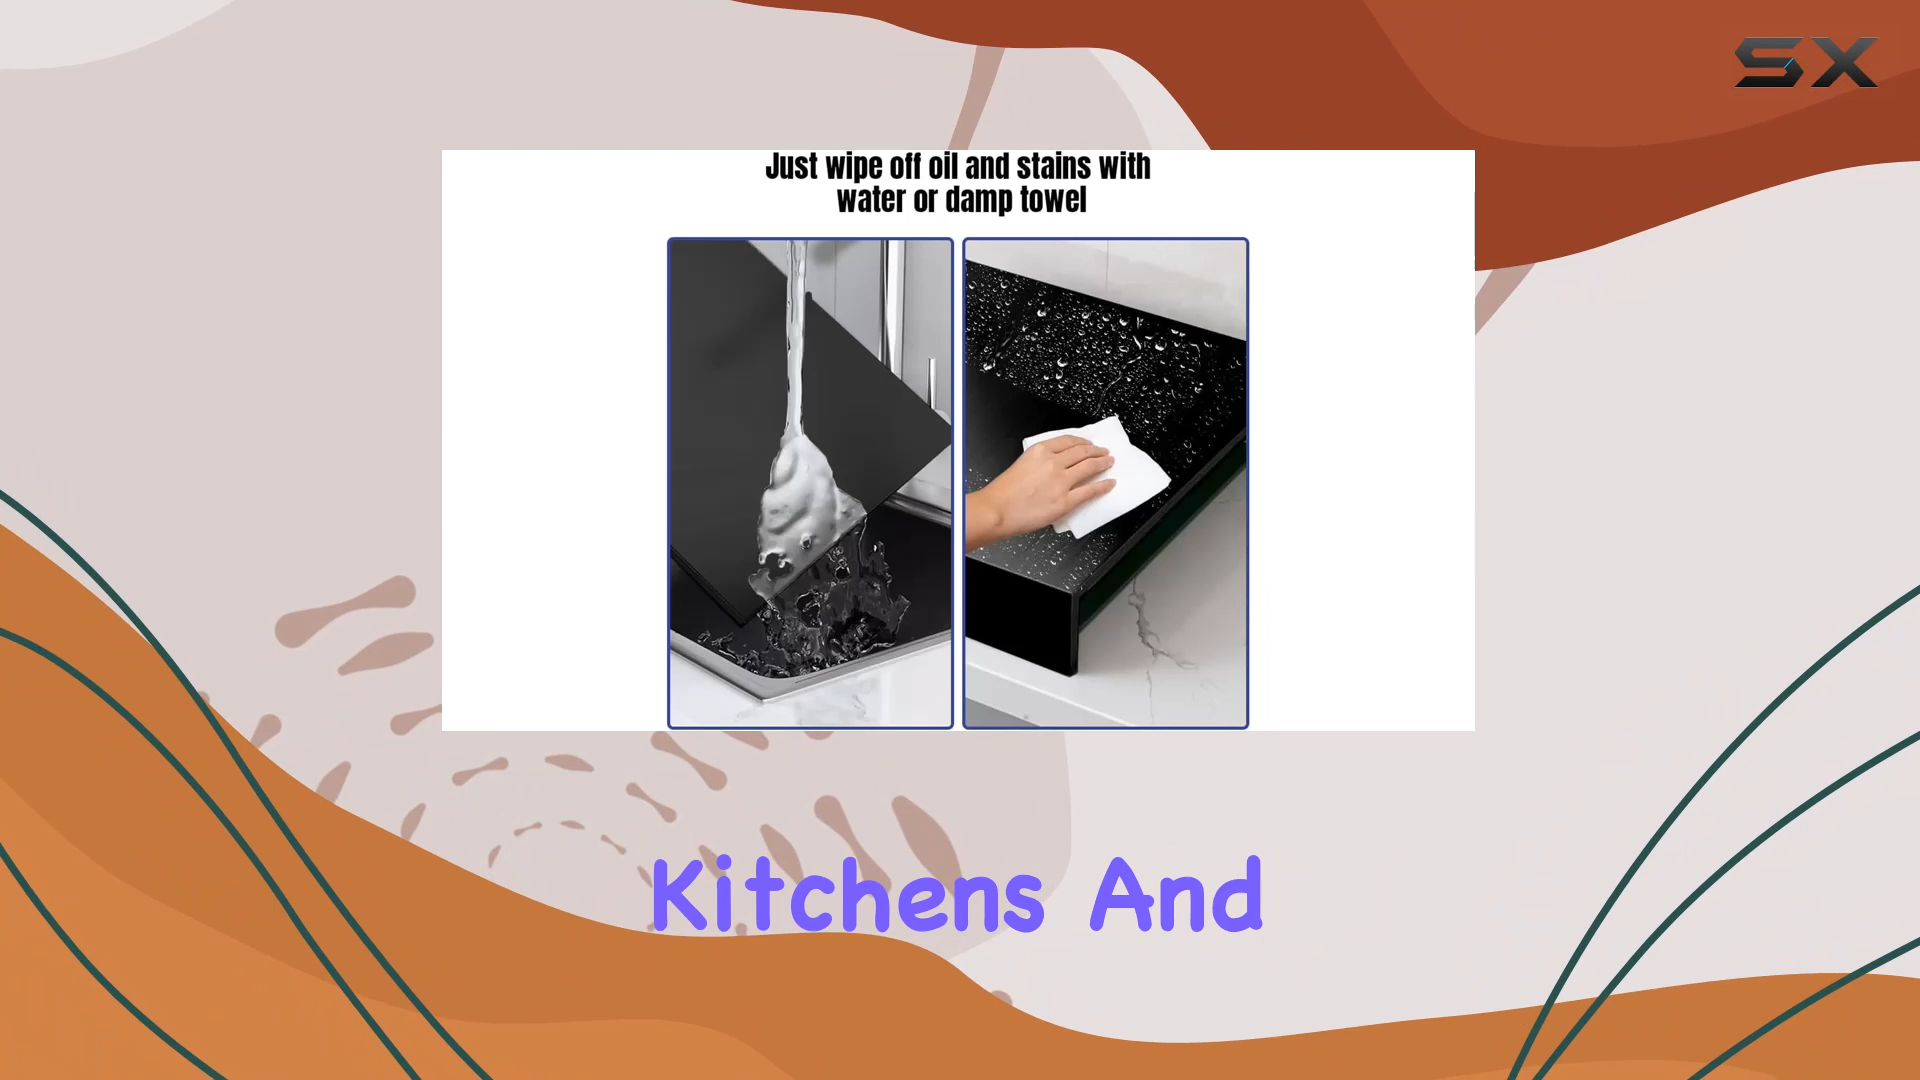 SX
Just wipe off oil and stains with
water or damp towel
Kitchens And